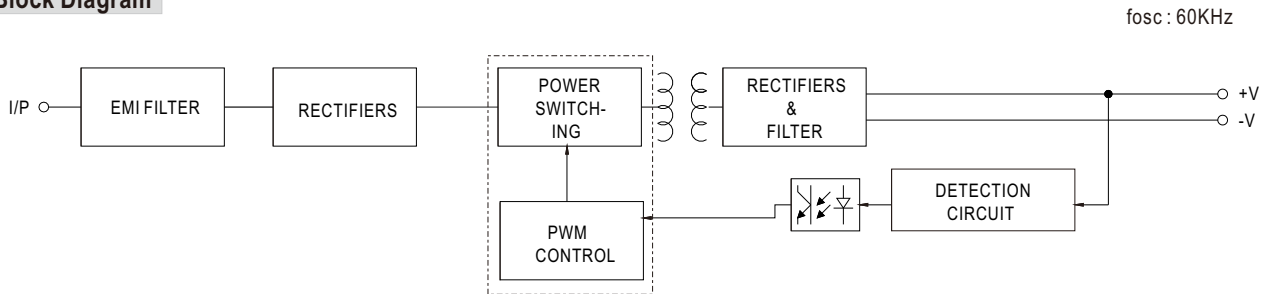 Block Diagram
fosc : 60KHz
I/P
EMI FILTER
RECTIFIERS
POWER
SWITCH-
ING
RECTIFIERS
&
FILTER
+V
-V
PWM
CONTROL
DETECTION
CIRCUIT